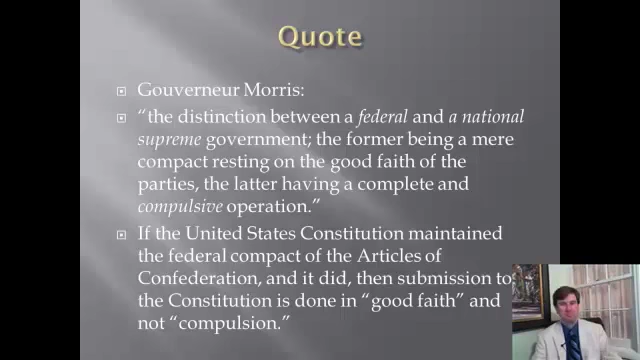 Quote
Gouverneur Morris:
“the distinction between a federal and a national
supreme government; the former being a mere
compact resting on the good faith of the
parties, the latter having a complete and
compulsive operation.”
If the United States Constitution maintained
the federal compact of the Articles of
Confederation, and it did, then submission to
the Constitution is done in “good faith” and
not “compulsion.”